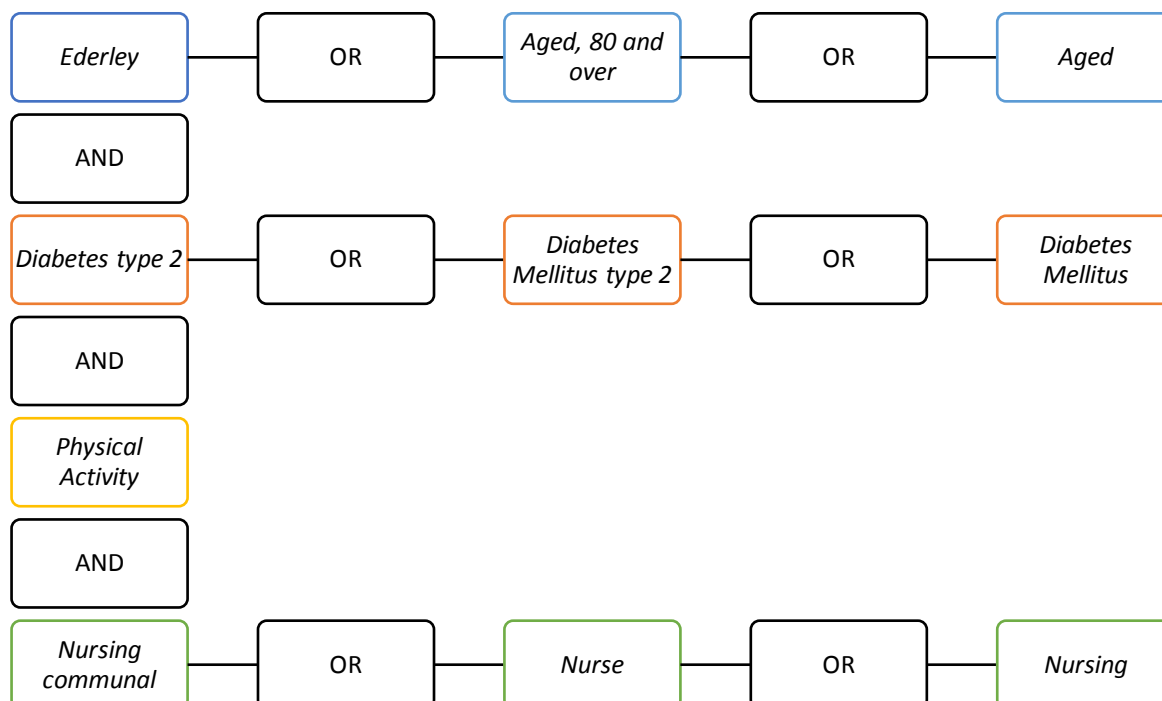 Ederley OR Aged, 80 and over OR Aged
AND
Diabetes type 2 OR Diabetes Mellitus type 2 OR Diabetes Mellitus
AND
Physical Activity
AND
Nursing communal OR Nurse OR Nursing